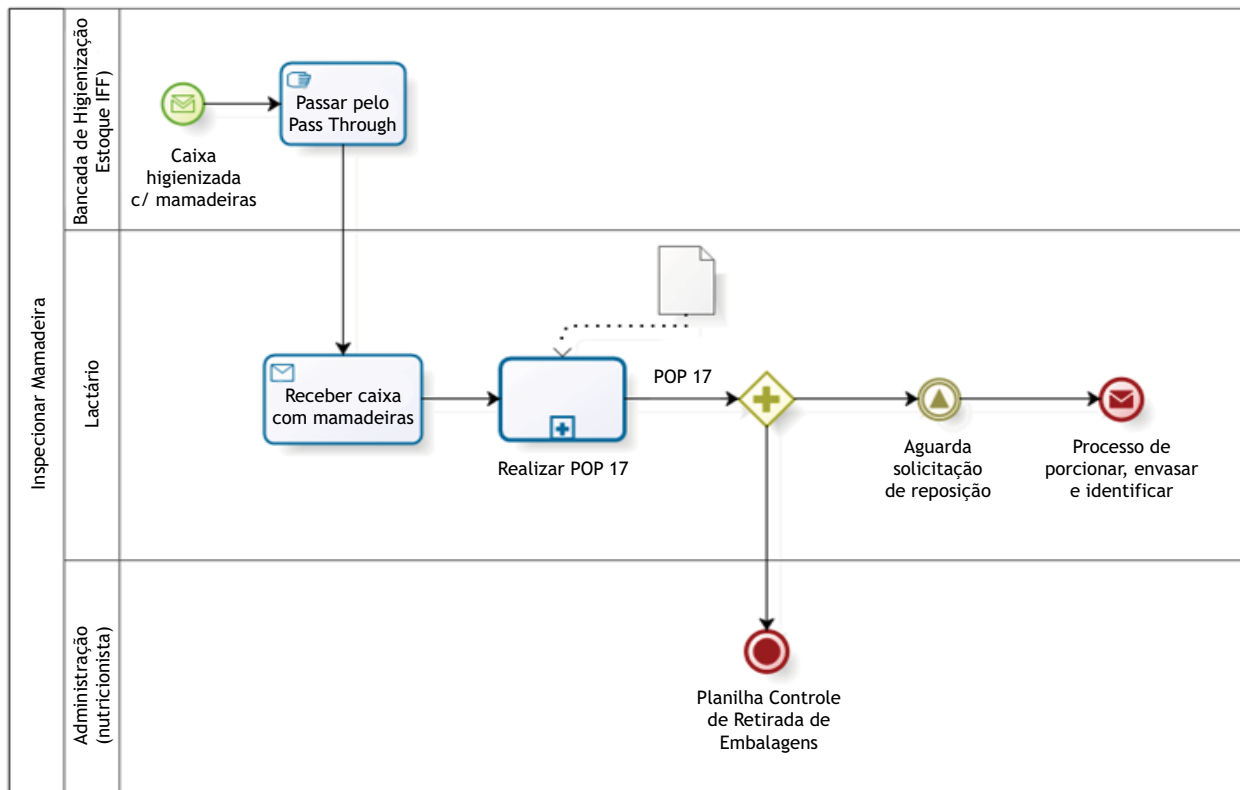 Inspecionar Mamadeira
Bancada de Higienização
Estoque IFF)
Passar pelo
Pass Through
Caixa
higienizada
c/ mamadeiras
Lactário
Receber caixa
com mamadeiras
Realizar POP 17
POP 17
Aguarda
solicitação
de reposição
Processo de
porcionar, envasar
e identificar
Administração
(nutricionista)
Planilha Controle
de Retirada de
Embalagens